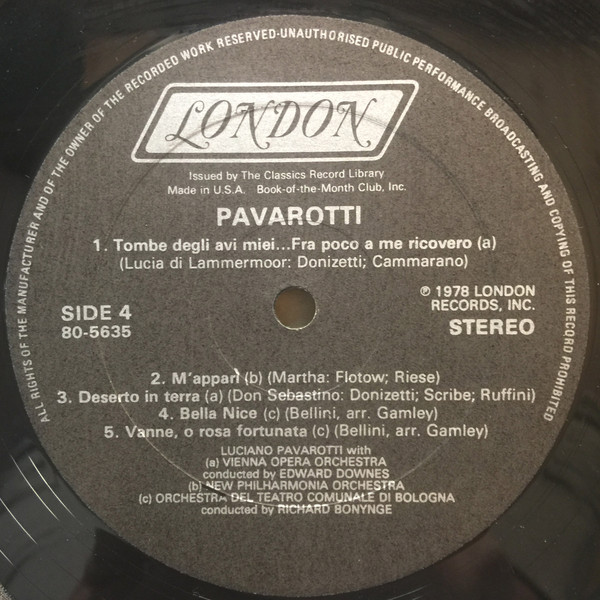 ALL RIGHTS OF THE MANUFACTURER AND OF THE OWNER OF THE RECORDED WORK RESERVED-UNAUTHORISED PUBLIC PERFORMANCE BROADCASTING AND COPYING OF THIS RECORD PROHIBITED
LONDON
Issued by The Classics Record Library
Made in U.S.A. Book-of-the-Month Club, Inc.
PAVAROTTI
1. Tombe degli avi miei...Fra poco a me ricovero (a)
(Lucia di Lammermoor: Donizetti; Cammarano)
SIDE 4
80-5635
℗ 1978 LONDON
RECORDS, INC.
STEREO
2. M'appari (b) (Martha: Flotow; Riese)
3. Deserto in terra (a) (Don Sebastino: Donizetti; Scribe; Ruffini)
4. Bella Nice (c) (Bellini, arr. Gamley)
5. Vanne, o rosa fortunata (c) (Bellini, arr. Gamley)
LUCIANO PAVAROTTI with
(a) VIENNA OPERA ORCHESTRA
conducted by EDWARD DOWNES
(b) NEW PHILHARMONIA ORCHESTRA
(c) ORCHESTRA DEL TEATRO COMUNALE DI BOLOGNA
conducted by RICHARD BONYNGE